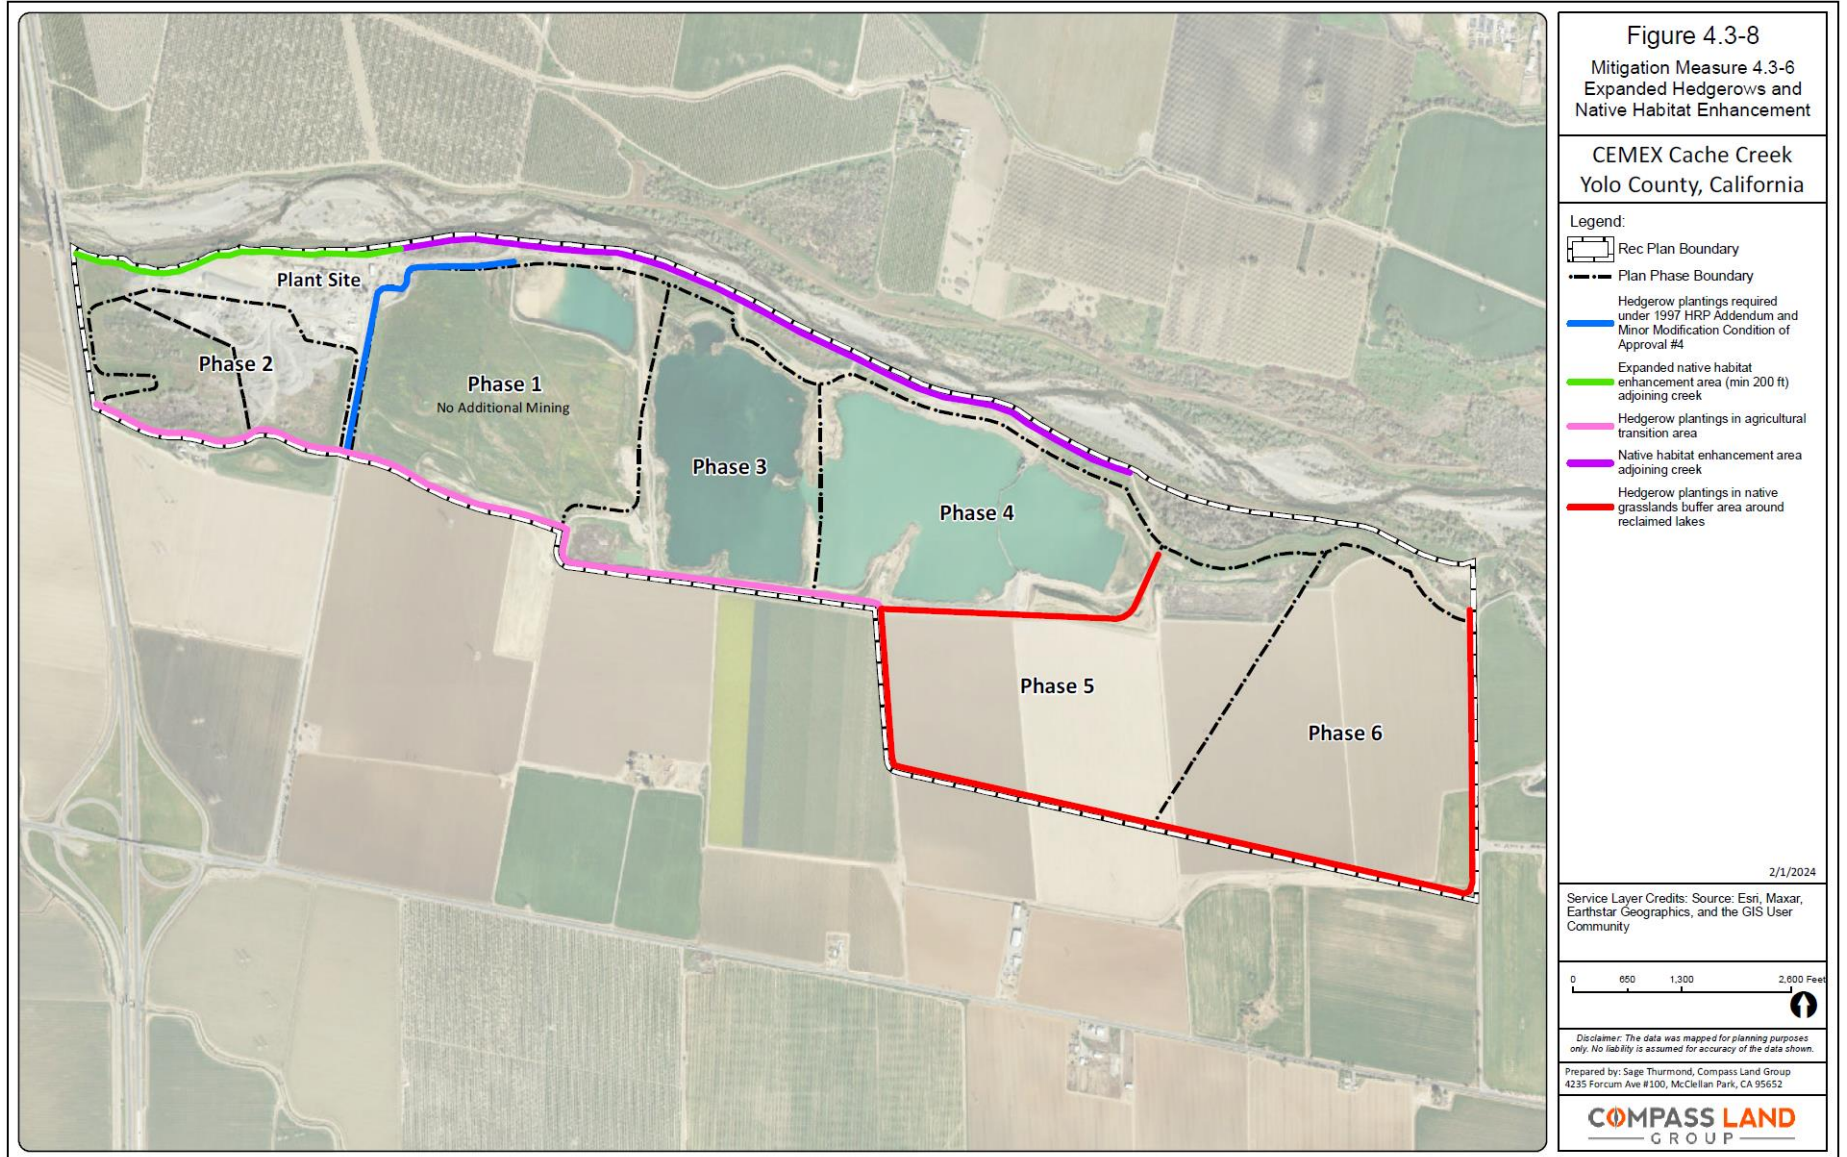 Figure 4.3-8
Mitigation Measure 4.3-6
Expanded Hedgerows and
Native Habitat Enhancement
CEMEX Cache Creek
Yolo County, California
Legend:
Rec Plan Boundary
Plan Phase Boundary
Hedgerow plantings required
under 1997 HRP Addendum and
Minor Modification Condition of
Approval #4
Expanded native habitat
enhancement area (min 200 ft)
adjoining creek
Hedgerow plantings in agricultural
transition area
Native habitat enhancement area
adjoining creek
Hedgerow plantings in native
grasslands buffer area around
reclaimed lakes
2/1/2024
Service Layer Credits: Source: Esri, Maxar,
Earthstar Geographics, and the GIS User
Community
0 650 1,300 2,600 Feet
Disclaimer: The data was mapped for planning purposes
only. No liability is assumed for accuracy of the data shown.
Prepared by: Sage Thurmond, Compass Land Group
4235 Forcum Ave #100, McClellan Park, CA 95652
COMPASS LAND
GROUP
Plant Site
Phase 2
Phase 1
No Additional Mining
Phase 3
Phase 4
Phase 5
Phase 6